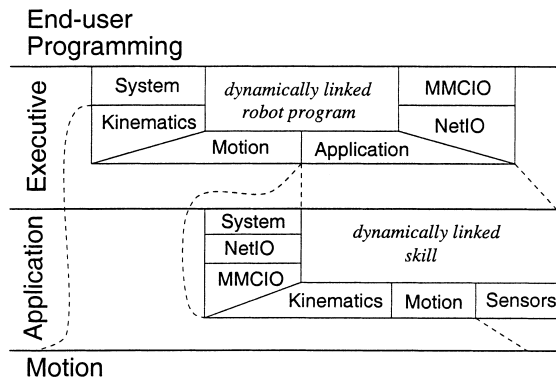 End-user
Programming
Executive
System
Kinematics
dynamically linked
robot program
MMCIO
NetIO
Motion
Application
Application
System
NetIO
MMCIO
dynamically linked
skill
Kinematics
Motion
Sensors
Motion